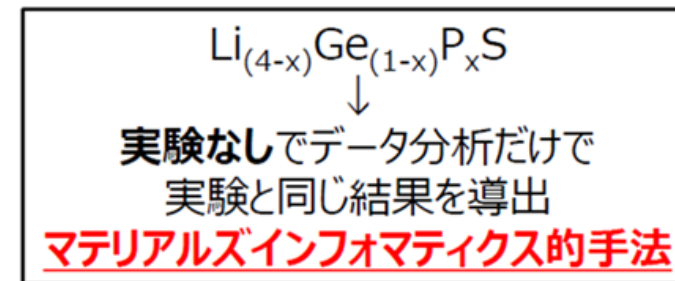 Li(4-x)Ge(1-x)PxS
↓
実験なしでデータ分析だけで
実験と同じ結果を導出
マテリアルズインフォマティクス的手法